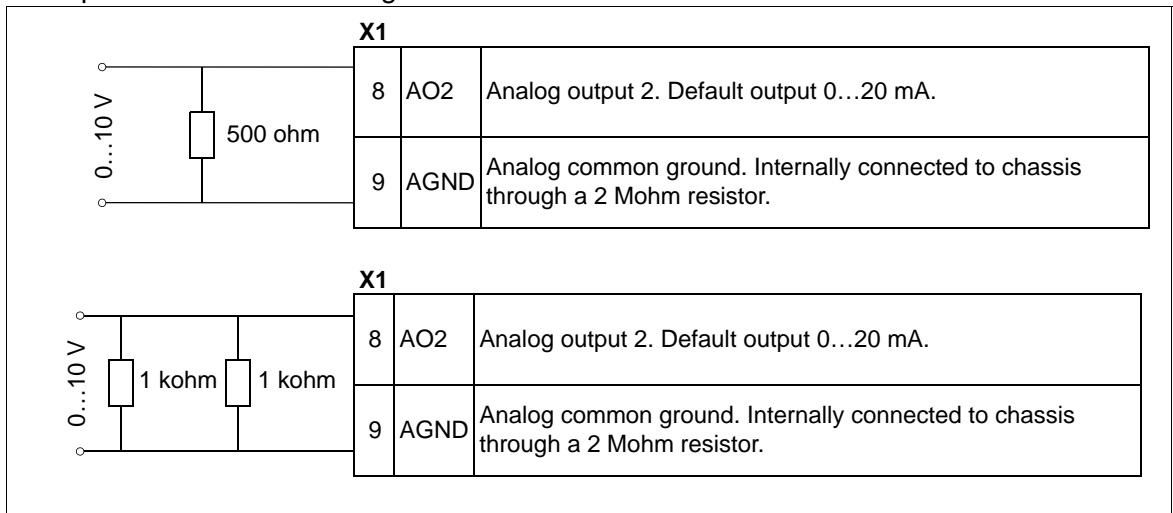 X1
0…10 V
500 ohm
8 AO2 Analog output 2. Default output 0…20 mA.
9 AGND Analog common ground. Internally connected to chassis
through a 2 Mohm resistor.
X1
0…10 V
1 kohm 1 kohm
8 AO2 Analog output 2. Default output 0…20 mA.
9 AGND Analog common ground. Internally connected to chassis
through a 2 Mohm resistor.